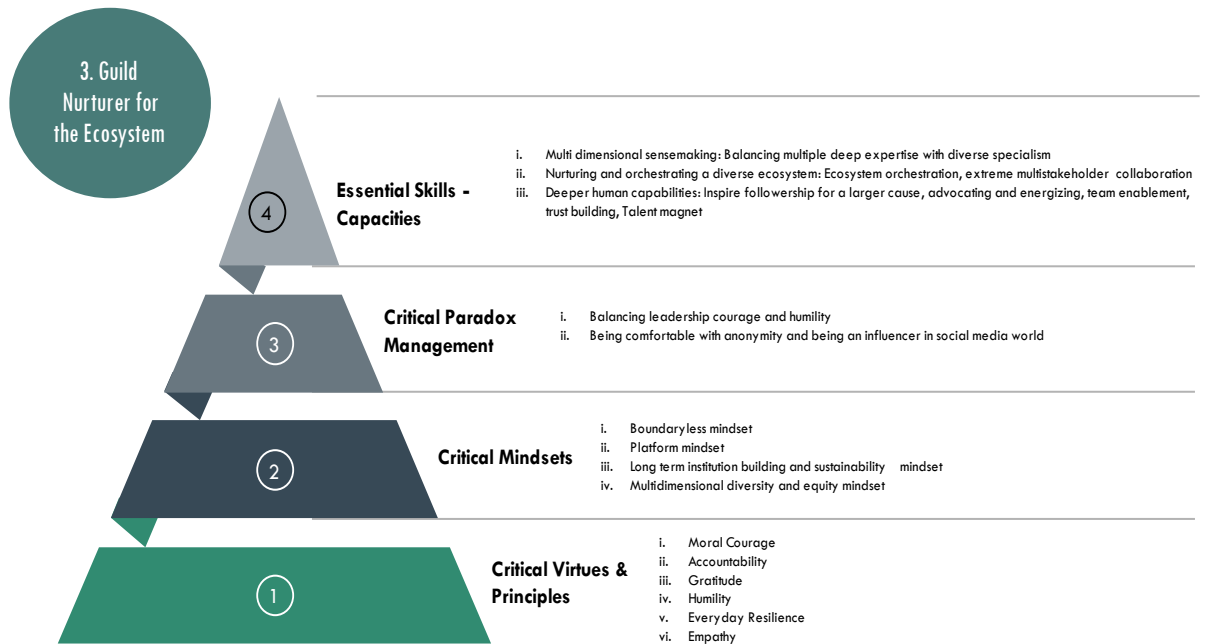 3. Guild
Nurturer for
the Ecosystem
4
Essential Skills -
Capacities
i. Multi dimensional sensemaking: Balancing multiple deep expertise with diverse specialism
ii. Nurturing and orchestrating a diverse ecosystem: Ecosystem orchestration, extreme multistakeholder collaboration
iii. Deeper human capabilities: Inspire followership for a larger cause, advocating and energizing, team enablement,
trust building, Talent magnet
3
Critical Paradox
Management
i. Balancing leadership courage and humility
ii. Being comfortable with anonymity and being an influencer in social media world
2
Critical Mindsets
i. Boundaryless mindset
ii. Platform mindset
iii. Long term institution building and sustainability mindset
iv. Multidimensional diversity and equity mindset
1
Critical Virtues &
Principles
i. Moral Courage
ii. Accountability
iii. Gratitude
iv. Humility
v. Everyday Resilience
vi. Empathy